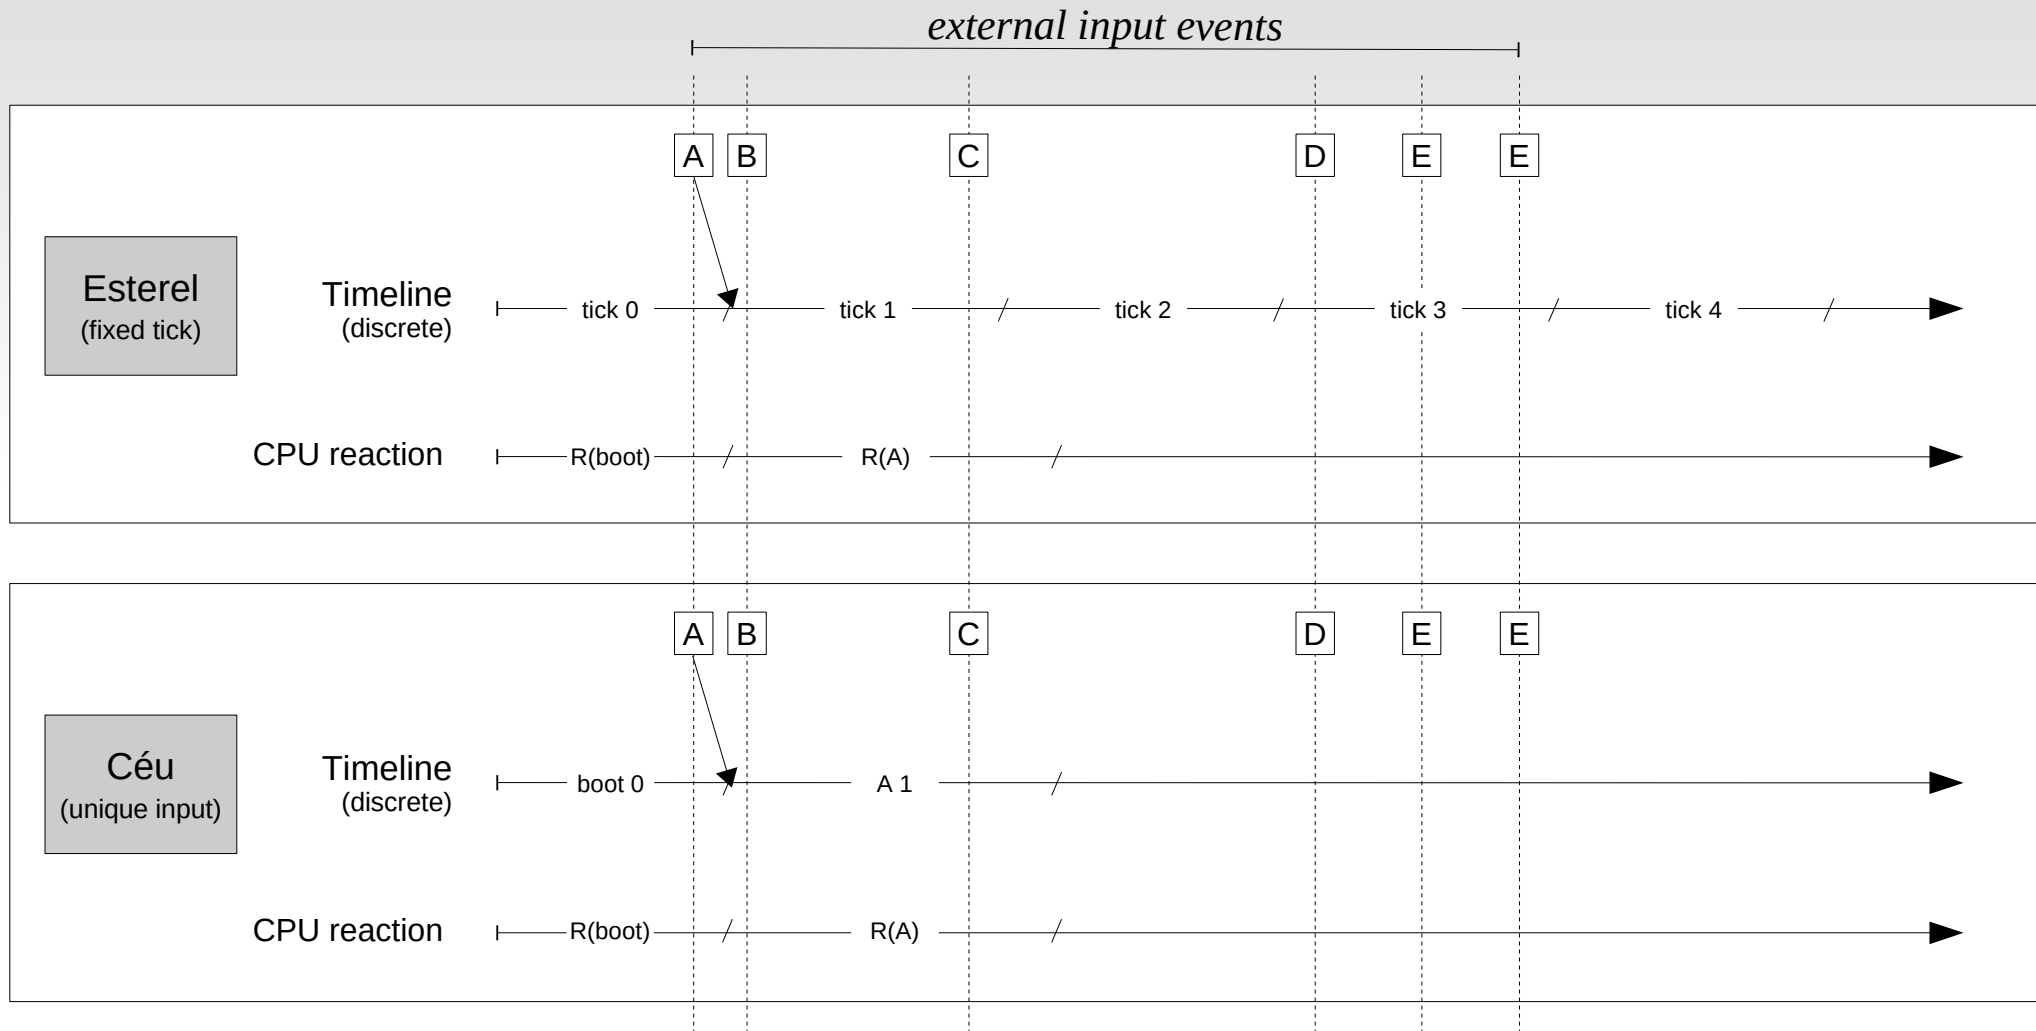 external input events
A B C D E E
Esterel
(fixed tick)
Timeline
(discrete)
tick 0 tick 1 tick 2 tick 3 tick 4
CPU reaction
R(boot) R(A)
A B C D E E
Céu
(unique input)
Timeline
(discrete)
boot 0 A 1
CPU reaction
R(boot) R(A)